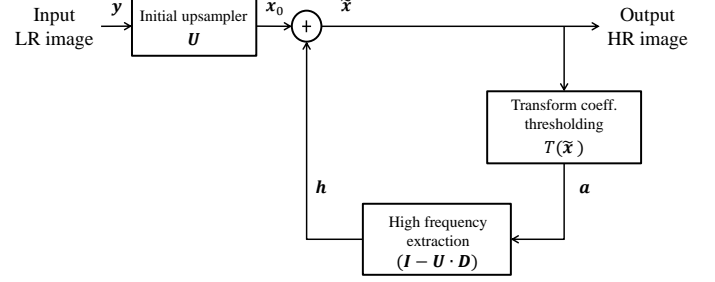 Input
LR image
y
Initial upsampler
U
x₀
+
x̃
Output
HR image
Transform coeff.
thresholding
T(x̃)
a
h
High frequency
extraction
(I − U · D)